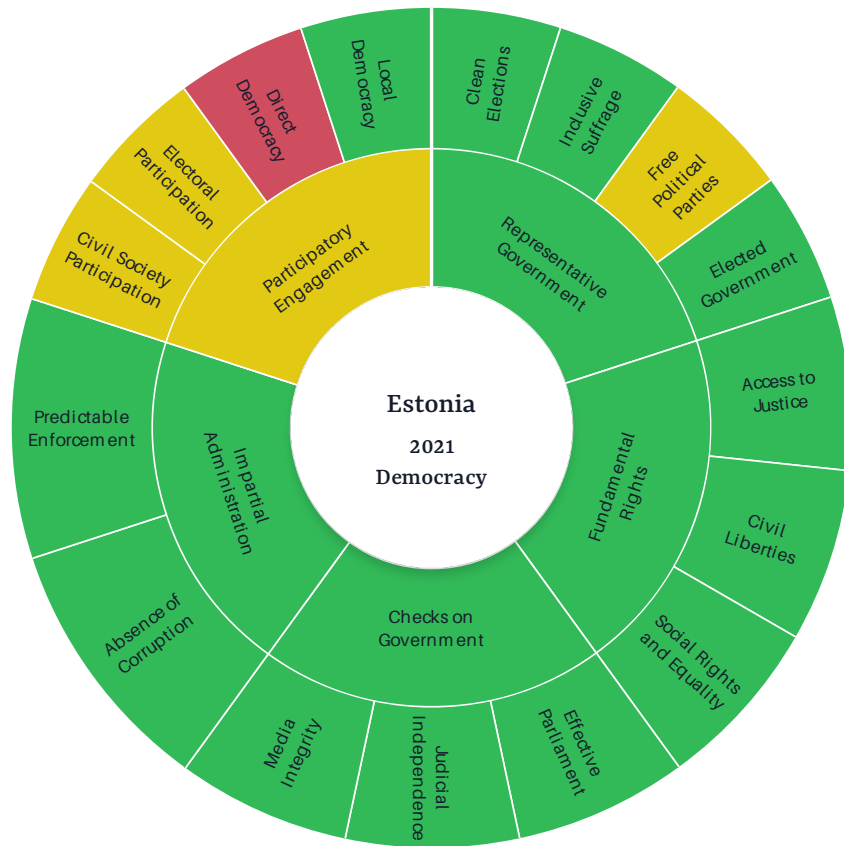 Estonia
2021
Democracy
Representative
Government
Clean
Elections
Inclusive
Suffrage
Free
Political
Parties
Elected
Government
Fundamental
Rights
Access to
Justice
Civil
Liberties
Social Rights
and Equality
Checks on
Government
Effective
Parliament
Judicial
Independence
Media
Integrity
Impartial
Administration
Absence of
Corruption
Predictable
Enforcement
Participatory
Engagement
Civil Society
Participation
Electoral
Participation
Direct
Democracy
Local
Democracy